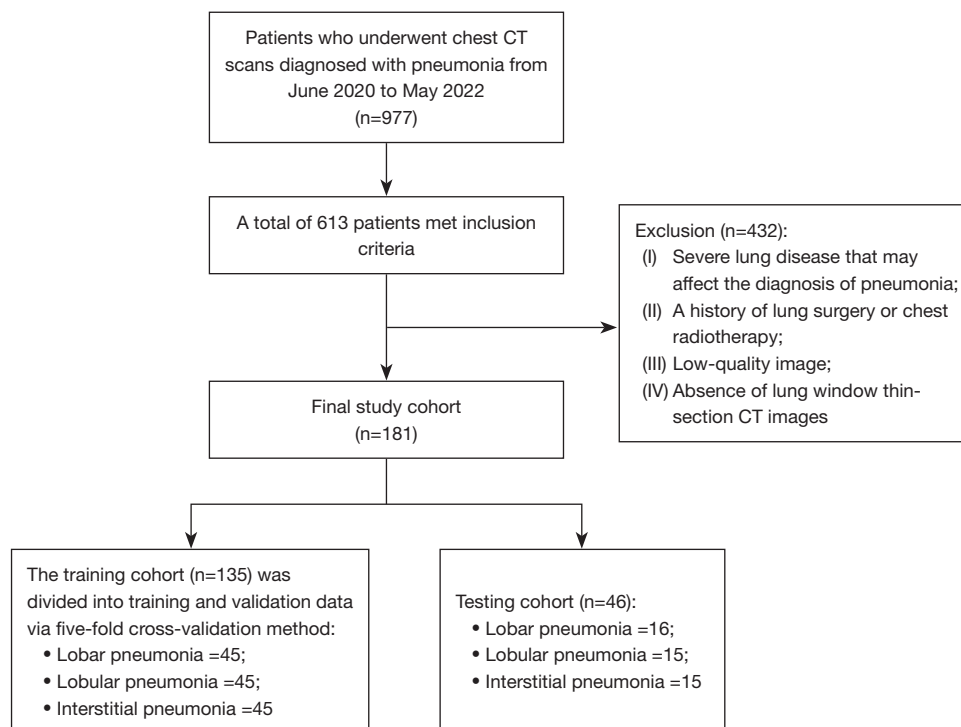 Patients who underwent chest CT
scans diagnosed with pneumonia from
June 2020 to May 2022
(n=977)
A total of 613 patients met inclusion
criteria
Exclusion (n=432):
(I) Severe lung disease that may
affect the diagnosis of pneumonia;
(II) A history of lung surgery or chest
radiotherapy;
(III) Low-quality image;
(IV) Absence of lung window thin-
section CT images
Final study cohort
(n=181)
The training cohort (n=135) was
divided into training and validation data
via five-fold cross-validation method:
• Lobar pneumonia =45;
• Lobular pneumonia =45;
• Interstitial pneumonia =45
Testing cohort (n=46):
• Lobar pneumonia =16;
• Lobular pneumonia =15;
• Interstitial pneumonia =15